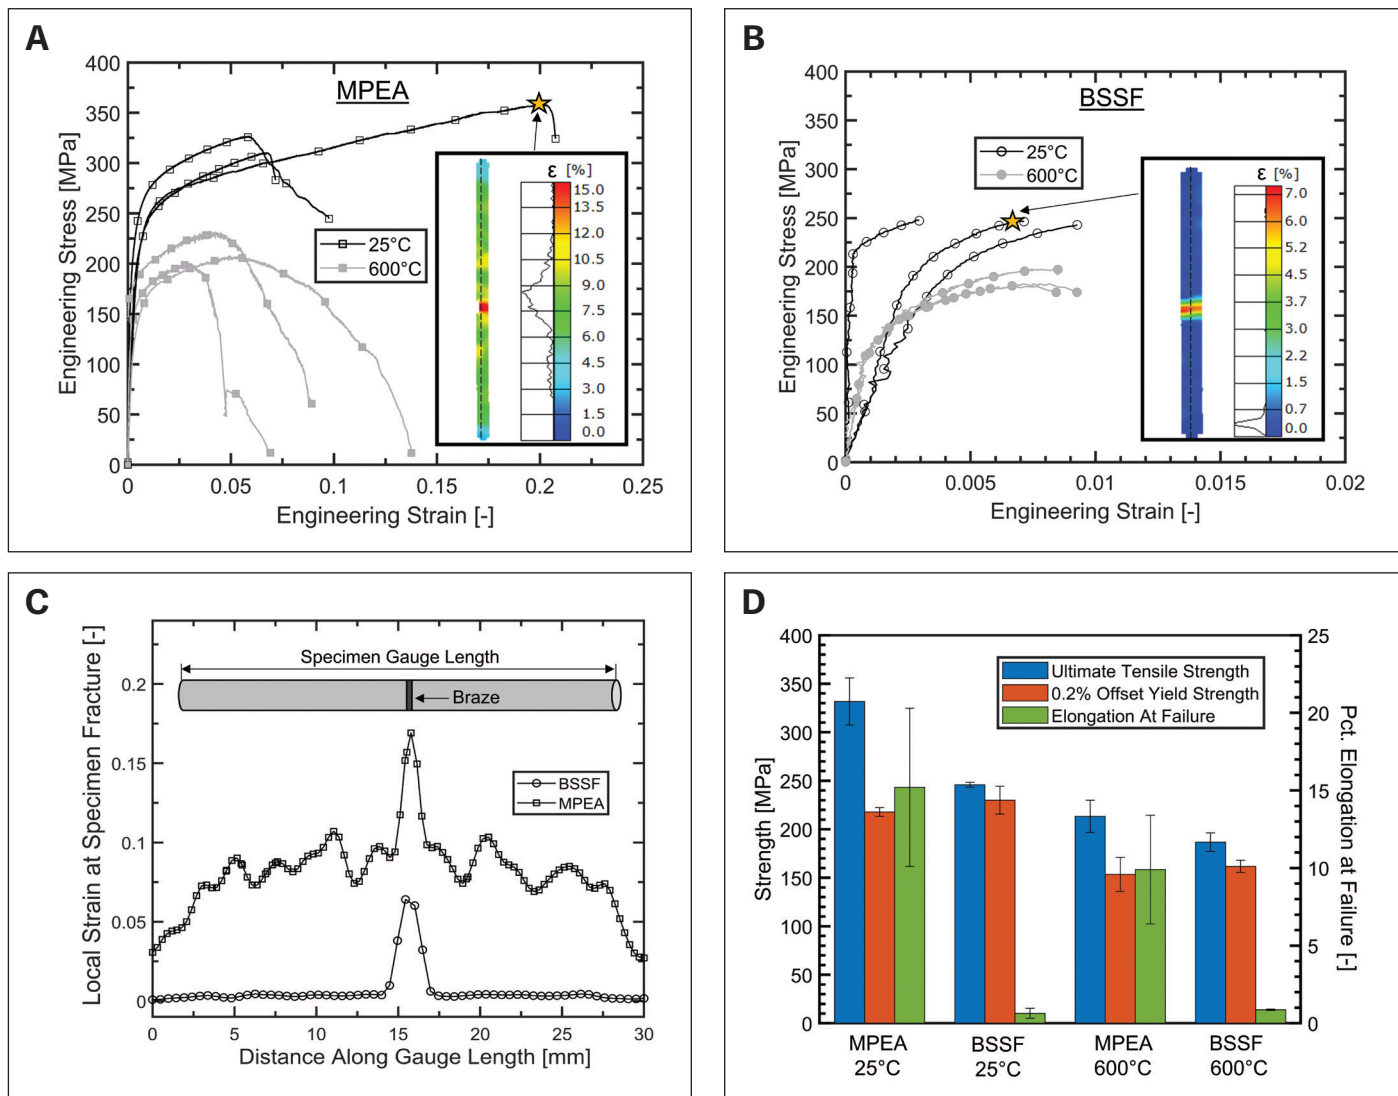 A
MPEA
400
350
300
250
200
150
100
50
0
Engineering Stress [MPa]
0
0.05
0.1
0.15
0.2
0.25
Engineering Strain [-]
25°C
600°C
ε [%]
15.0
13.5
12.0
10.5
9.0
7.5
6.0
4.5
3.0
1.5
0.0
B
BSSF
400
350
300
250
200
150
100
50
0
Engineering Stress [MPa]
0
0.005
0.01
0.015
0.02
Engineering Strain [-]
25°C
600°C
ε [%]
7.0
6.0
5.2
4.5
3.7
3.0
2.2
1.5
0.7
0.0
C
Local Strain at Specimen Fracture [-]
0.2
0.15
0.1
0.05
0
Specimen Gauge Length
Braze
BSSF
MPEA
0
5
10
15
20
25
30
Distance Along Gauge Length [mm]
D
Strength [MPa]
400
350
300
250
200
150
100
50
0
Ultimate Tensile Strength
0.2% Offset Yield Strength
Elongation At Failure
25
20
15
10
5
0
Pct. Elongation at Failure [-]
MPEA
25°C
BSSF
25°C
MPEA
600°C
BSSF
600°C